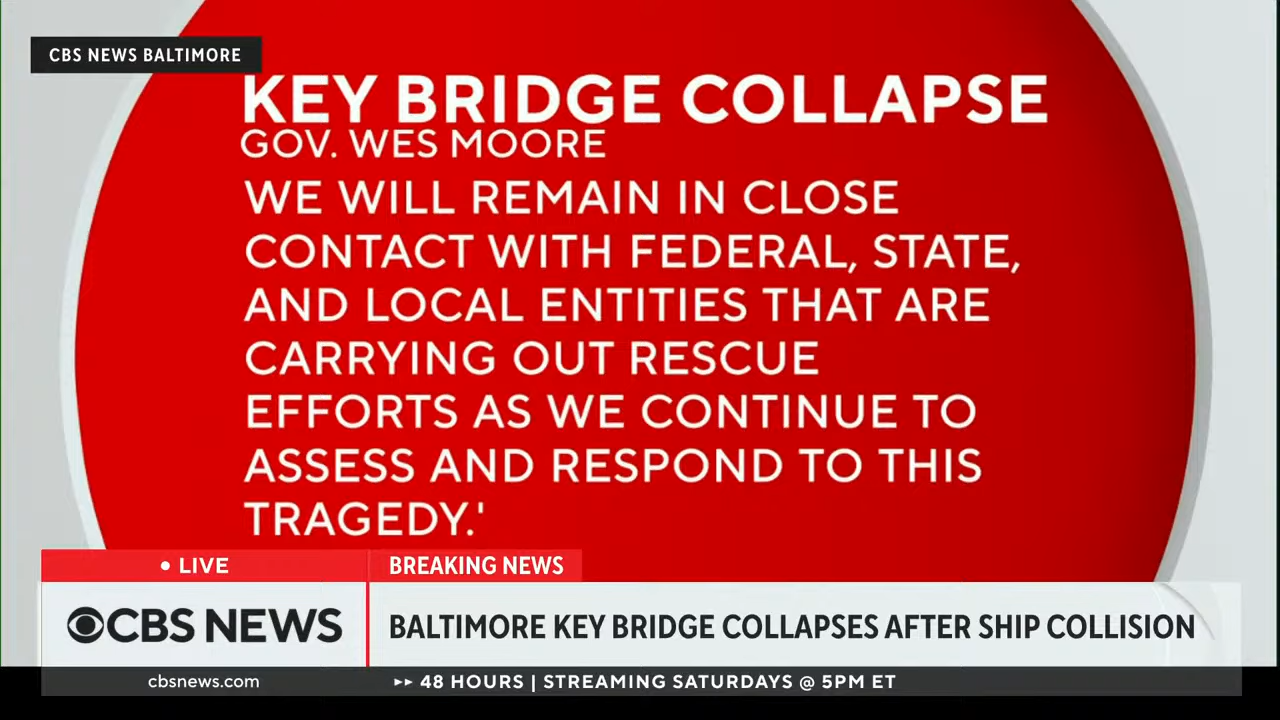 CBS NEWS BALTIMORE
KEY BRIDGE COLLAPSE
GOV. WES MOORE
WE WILL REMAIN IN CLOSE
CONTACT WITH FEDERAL, STATE,
AND LOCAL ENTITIES THAT ARE
CARRYING OUT RESCUE
EFFORTS AS WE CONTINUE TO
ASSESS AND RESPOND TO THIS
TRAGEDY.'
• LIVE
BREAKING NEWS
CBS NEWS
BALTIMORE KEY BRIDGE COLLAPSES AFTER SHIP COLLISION
cbsnews.com
48 HOURS | STREAMING SATURDAYS @ 5PM ET